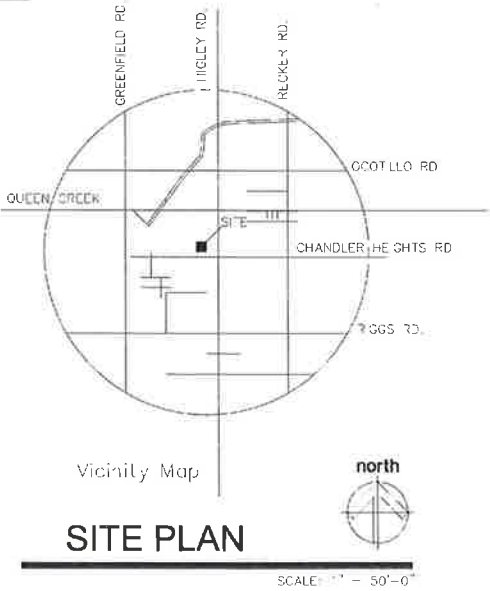 GREENFIELD RD.
HIGLEY RD.
RECKER RD.
OCOTILLO RD
QUEEN CREEK
SITE
CHANDLER HEIGHTS RD
RIGGS RD.
Vicinity Map
north
SITE PLAN
SCALE: 1" = 50'-0"